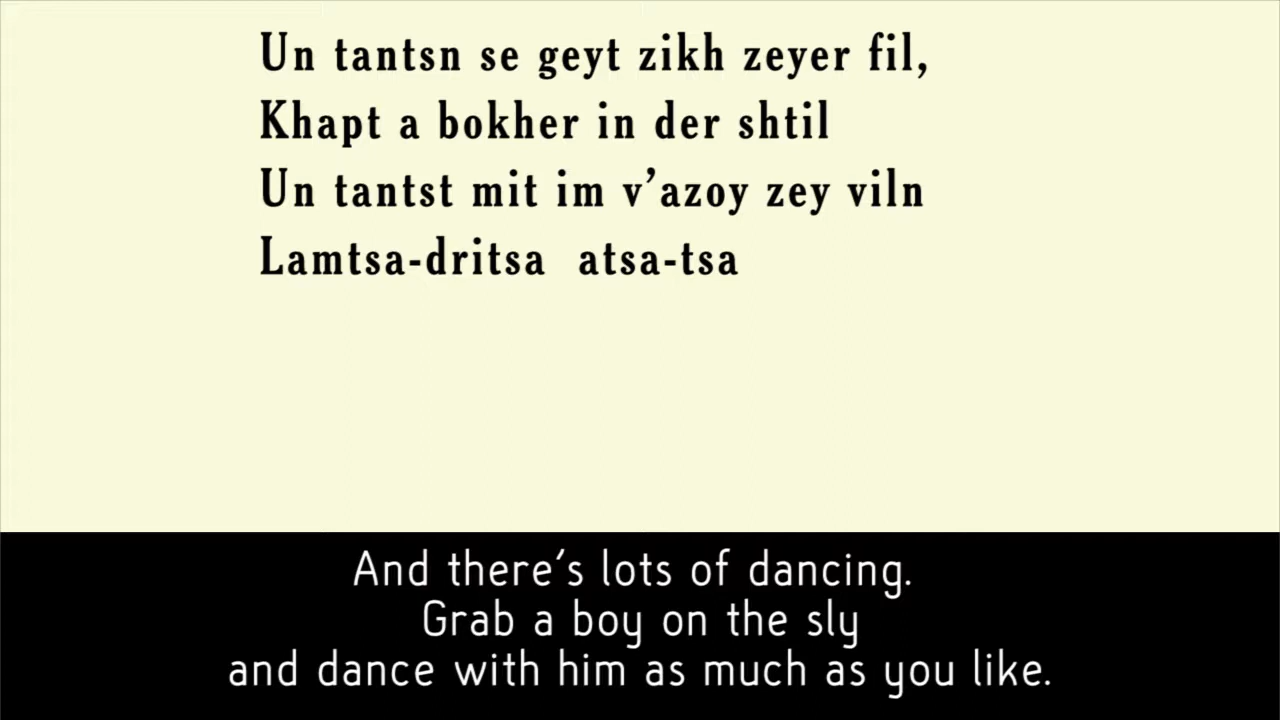 Un tantsn se geyt zikh zeyer fil,
Khapt a bokher in der shtil
Un tantst mit im v’azoy zey viln
Lamtsa-dritsa atsa-tsa
And there's lots of dancing.
Grab a boy on the sly
and dance with him as much as you like.